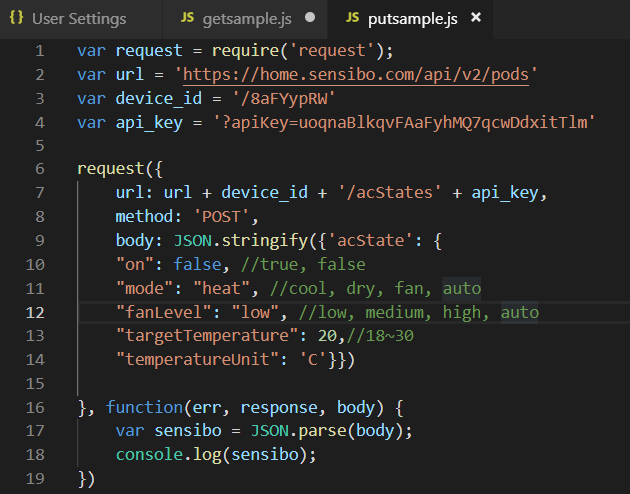 {} User Settings JS getsample.js JS putsample.js
1 var request = require('request');
2 var url = 'https://home.sensibo.com/api/v2/pods'
3 var device_id = '/8aFYypRW'
4 var api_key = '?apiKey=uoqnaBlkqvFAaFyhMQ7qcwDdxitTlm'
5
6 request({
7 url: url + device_id + '/acStates' + api_key,
8 method: 'POST',
9 body: JSON.stringify({'acState': {
10 "on": false, //true, false
11 "mode": "heat", //cool, dry, fan, auto
12 "fanLevel": "low", //low, medium, high, auto
13 "targetTemperature": 20,//18~30
14 "temperatureUnit": 'C'}})
15
16 }, function(err, response, body) {
17 var sensibo = JSON.parse(body);
18 console.log(sensibo);
19 })